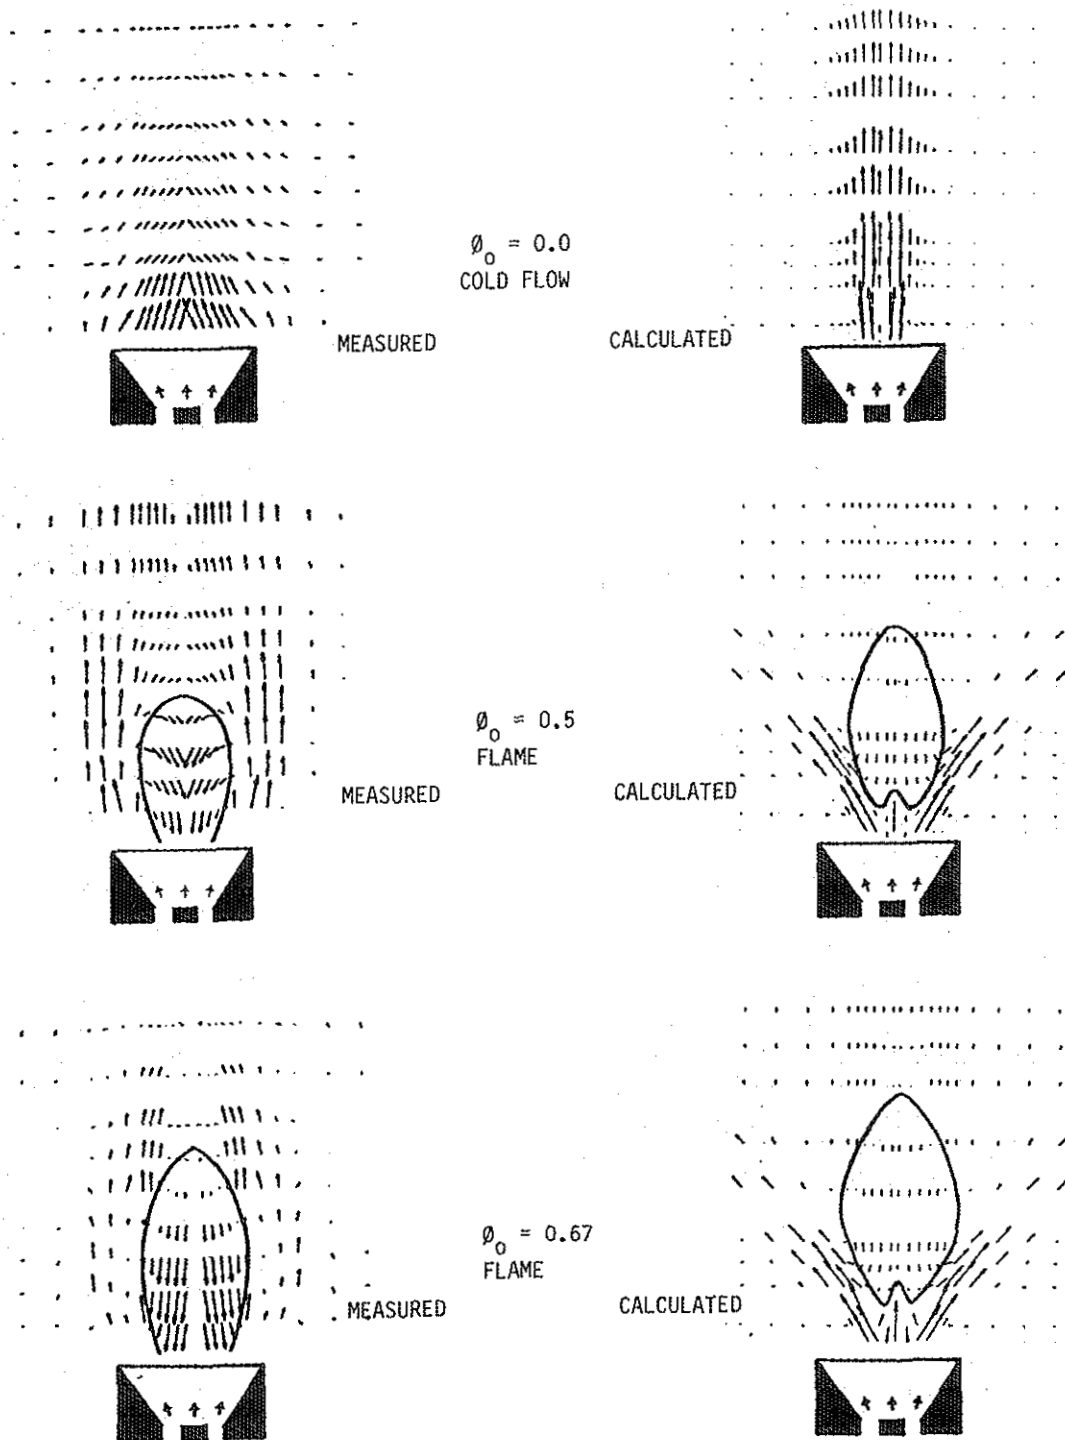 Ø₀ = 0.0
COLD FLOW
MEASURED
CALCULATED
Ø₀ = 0.5
FLAME
MEASURED
CALCULATED
Ø₀ = 0.67
FLAME
MEASURED
CALCULATED